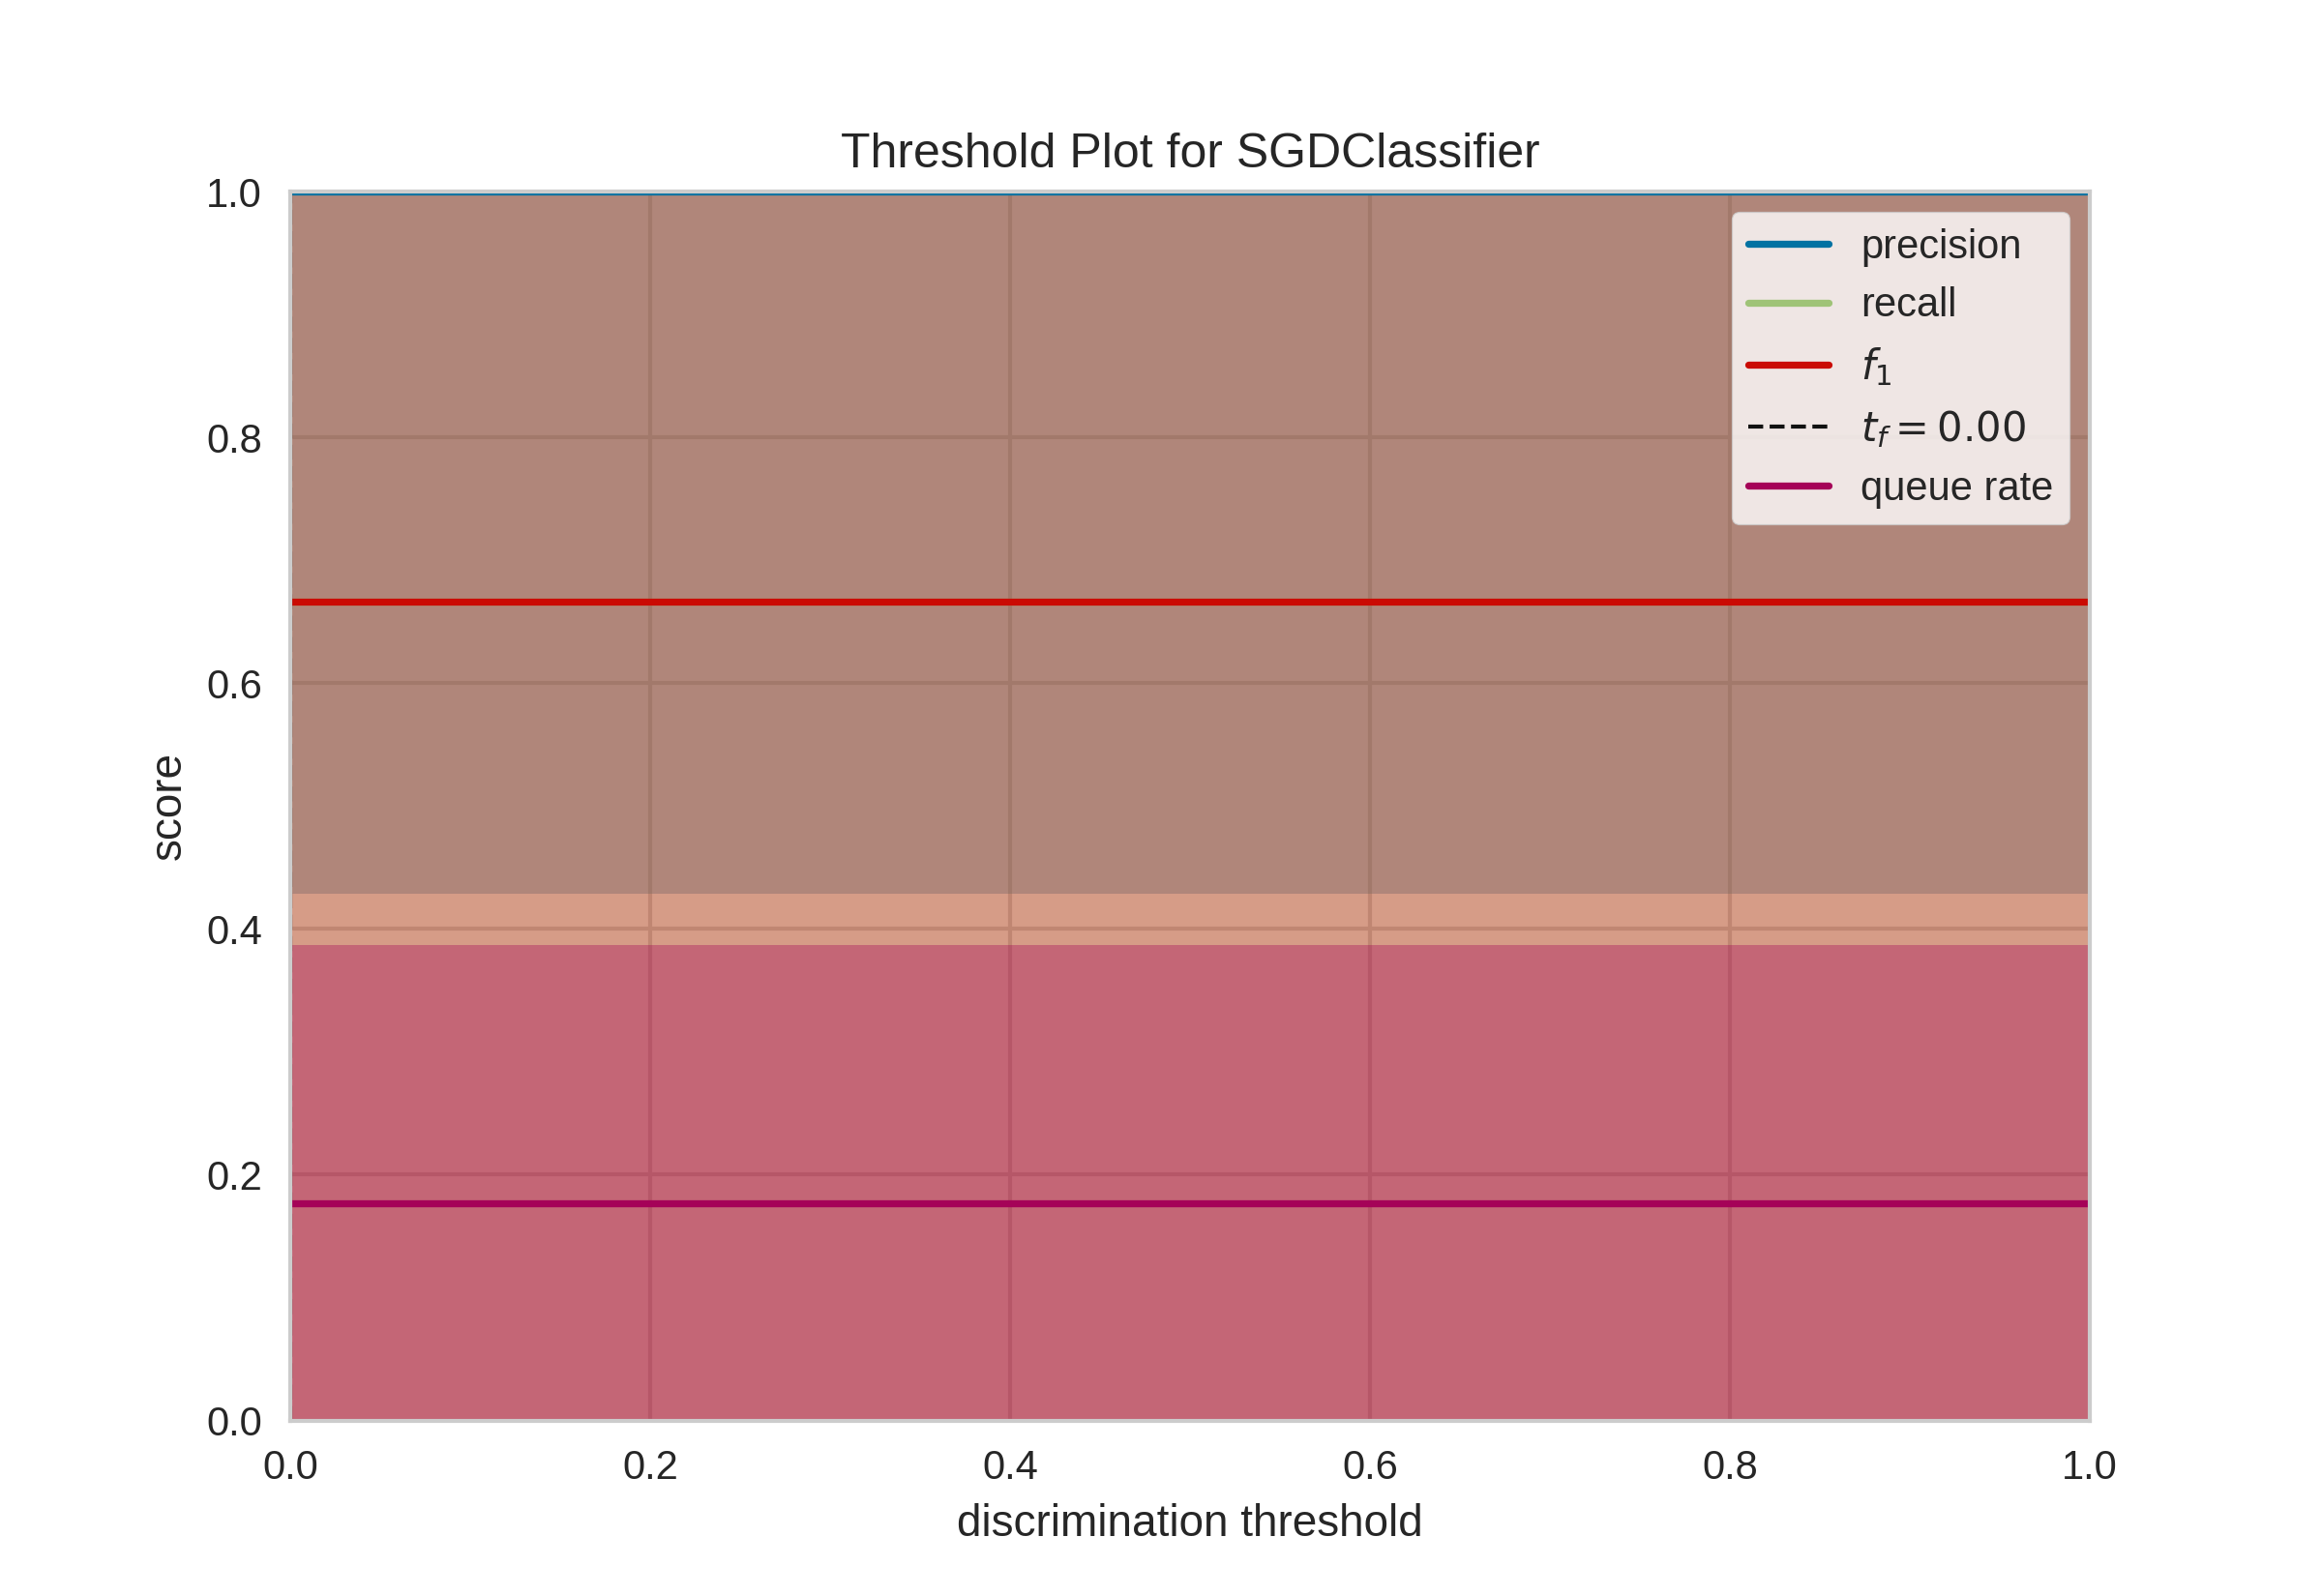 Threshold Plot for SGDClassifier
1.0
0.8
0.6
0.4
0.2
0.0
score
precision
recall
f₁
t_f = 0.00
queue rate
0.0 0.2 0.4 0.6 0.8 1.0
discrimination threshold